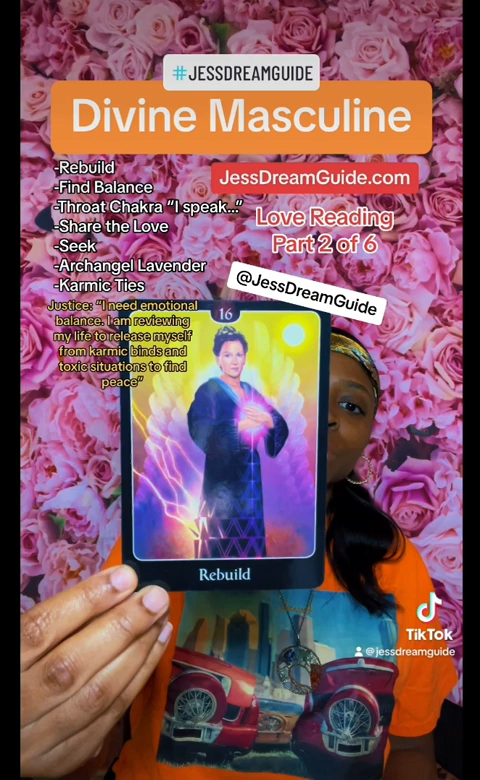 #JESSDREAMGUIDE
Divine Masculine
-Rebuild
-Find Balance
-Throat Chakra “I speak...”
-Share the Love
-Seek
-Archangel Lavender
-Karmic Ties
JessDreamGuide.com
Love Reading
Part 2 of 6
@JessDreamGuide
Justice: “I need emotional
balance. I am reviewing
my life to release myself
from karmic binds and
toxic situations to find
peace”
16
Rebuild
TikTok
@jessdreamguide